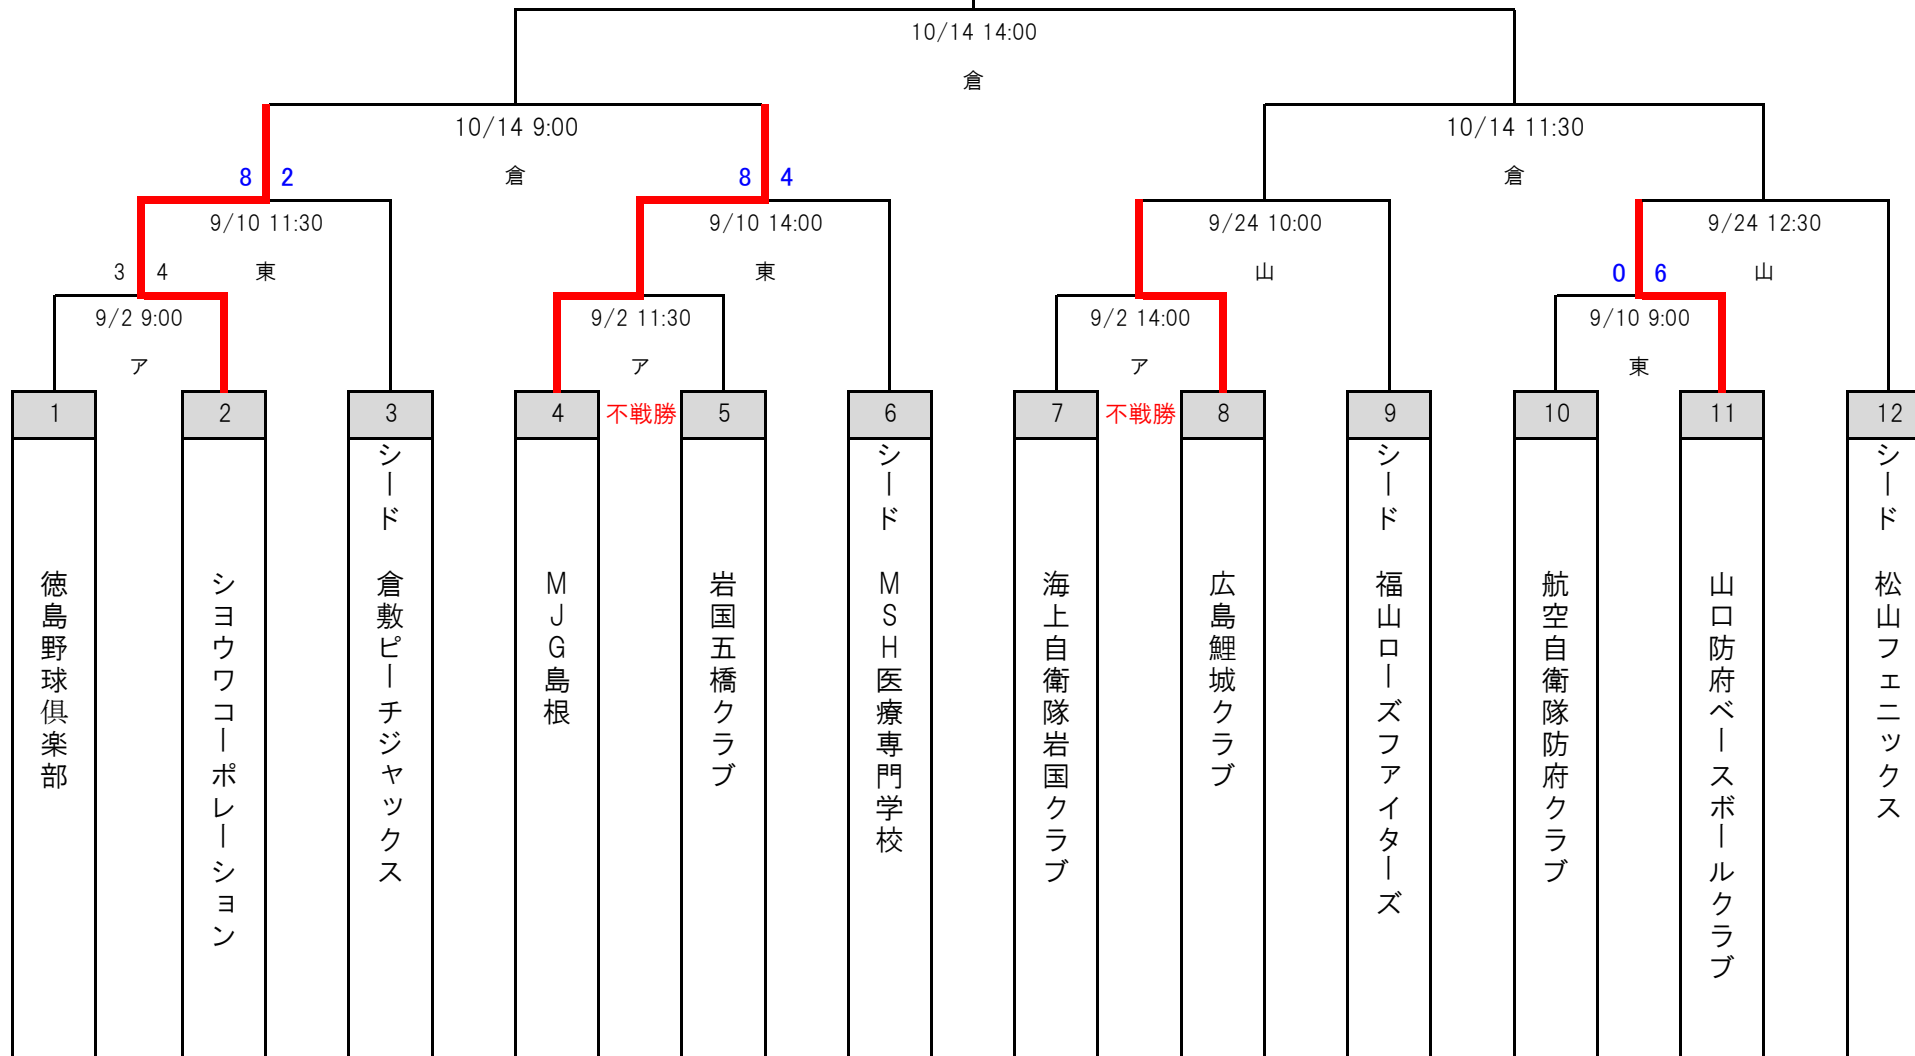 10/14 14:00
倉
10/14 9:00
10/14 11:30
倉
倉
8 2
8 4
9/10 11:30
9/10 14:00
9/24 10:00
9/24 12:30
3 4
東
東
山
0 6
山
9/2 9:00
9/2 11:30
9/2 14:00
9/10 9:00
ア
ア
ア
東
1
2
3
4
不戦勝
5
6
7
不戦勝
8
9
10
11
12
徳島野球倶楽部
シヨウワコーポレーション
シード 倉敷ピーチジャックス
MJG島根
岩国五橋クラブ
シード MSH医療専門学校
海上自衛隊岩国クラブ
広島鯉城クラブ
シード 福山ローズファイターズ
航空自衛隊防府クラブ
山口防府ベースボールクラブ
シード 松山フェニックス